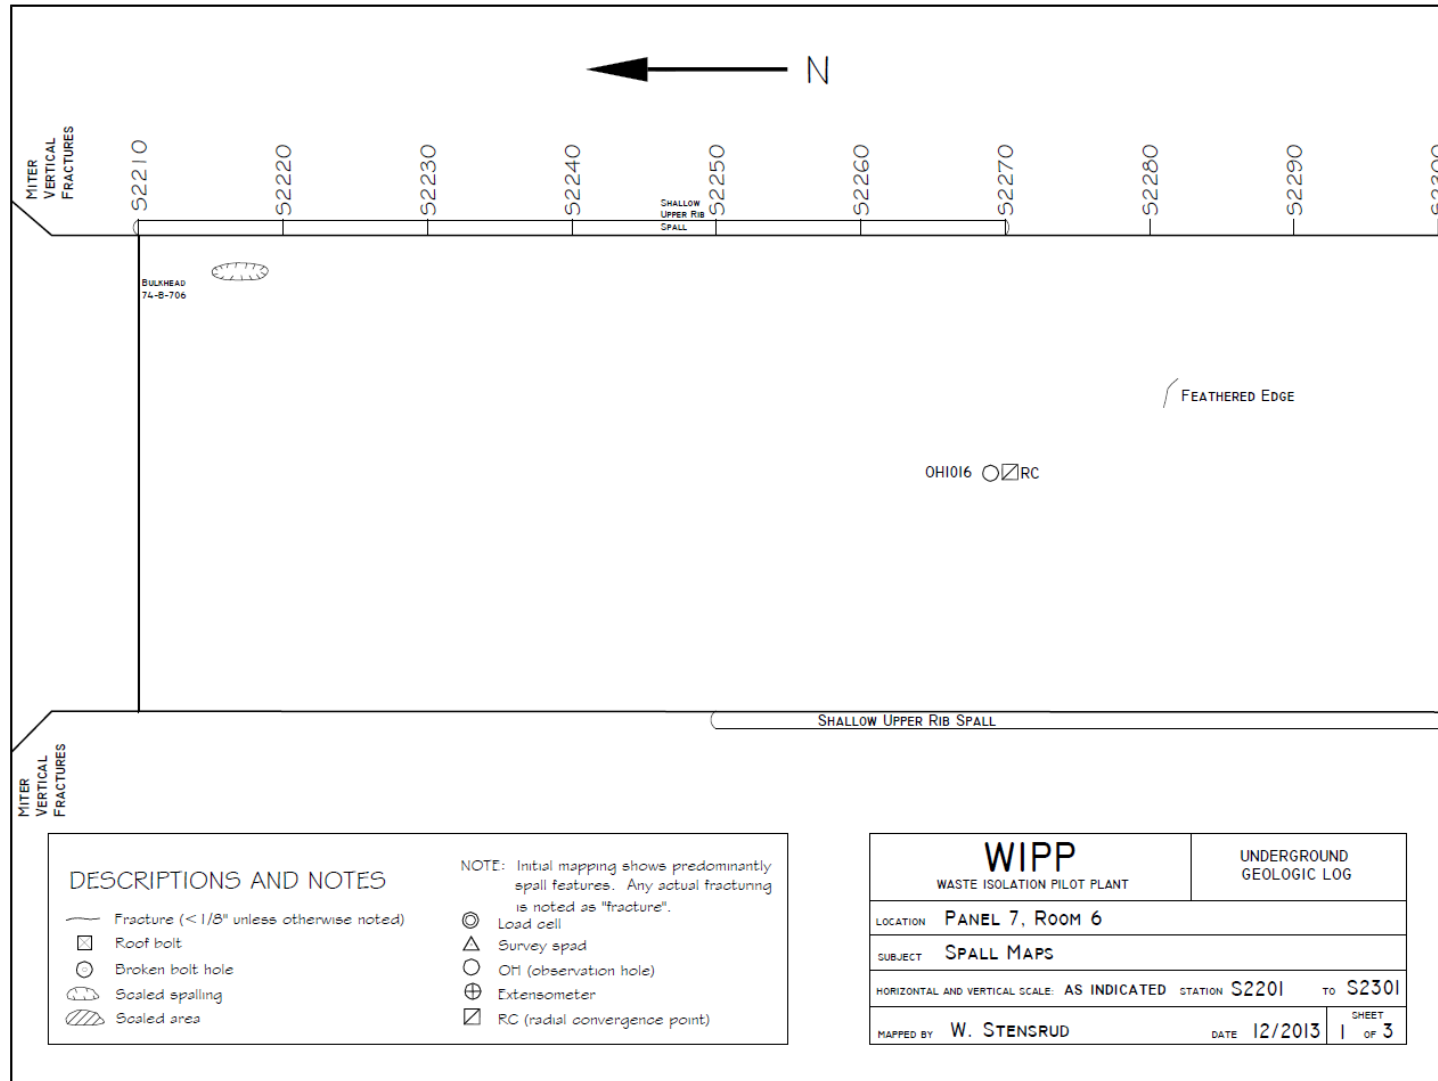 N
MITER
VERTICAL
FRACTURES
S2210
S2220
S2230
S2240
S2250
S2260
S2270
S2280
S2290
S2300
SHALLOW
UPPER RIB
SPALL
BULKHEAD
74-B-706
FEATHERED EDGE
OH1016
RC
SHALLOW UPPER RIB SPALL
MITER
VERTICAL
FRACTURES
DESCRIPTIONS AND NOTES
Fracture (<1/8" unless otherwise noted)
Roof bolt
Broken bolt hole
Scaled spalling
Scaled area
NOTE: Initial mapping shows predominantly
spall features. Any actual fracturing
is noted as "fracture".
Load cell
Survey spad
OH (observation hole)
Extensometer
RC (radial convergence point)
WIPP
WASTE ISOLATION PILOT PLANT
UNDERGROUND
GEOLOGIC LOG
LOCATION PANEL 7, ROOM 6
SUBJECT SPALL MAPS
HORIZONTAL AND VERTICAL SCALE: AS INDICATED STATION S2201 TO S2301
MAPPED BY W. STENSRUD DATE 12/2013
SHEET
1 OF 3